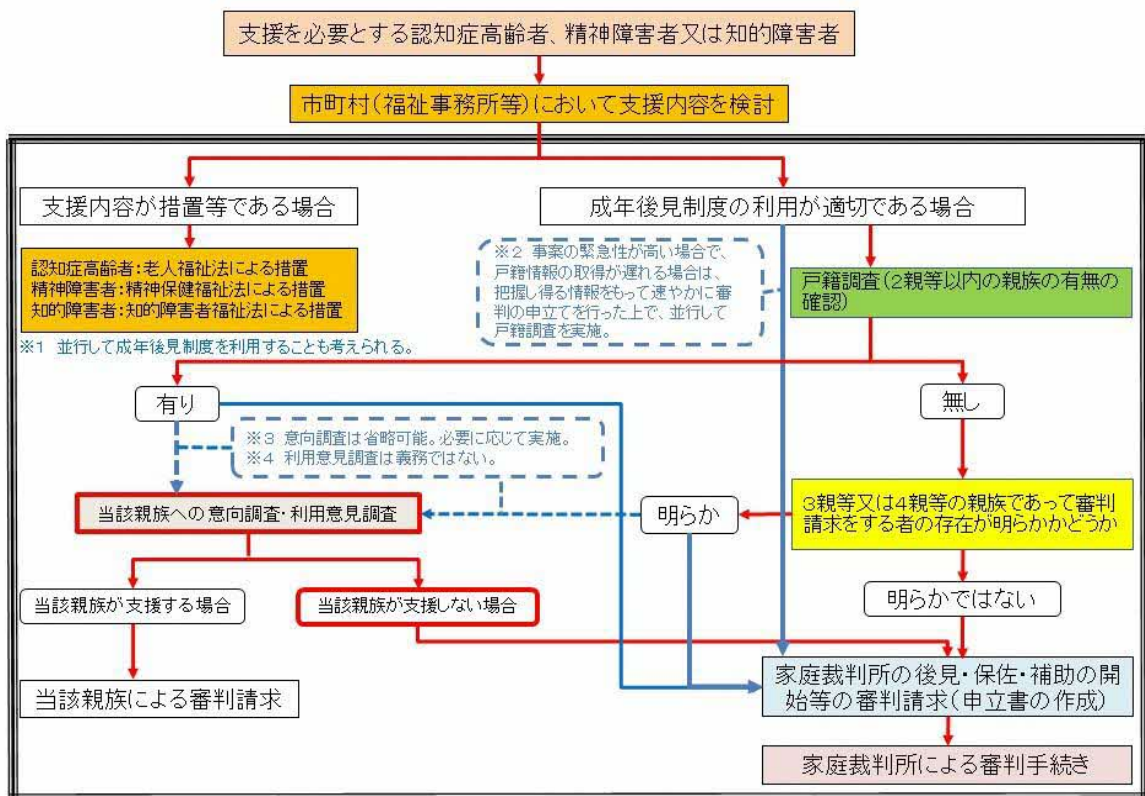 支援を必要とする認知症高齢者、精神障害者又は知的障害者
市町村(福祉事務所等)において支援内容を検討
支援内容が措置等である場合
成年後見制度の利用が適切である場合
認知症高齢者:老人福祉法による措置
精神障害者:精神保健福祉法による措置
知的障害者:知的障害者福祉法による措置
※1 並行して成年後見制度を利用することも考えられる。
※2 事案の緊急性が高い場合で、
戸籍情報の取得が遅れる場合は、
把握し得る情報をもって速やかに審
判の申立てを行った上で、並行して
戸籍調査を実施。
戸籍調査(2親等以内の親族の有無の
確認)
有り
無し
※3 意向調査は省略可能。必要に応じて実施。
※4 利用意見調査は義務ではない。
当該親族への意向調査・利用意見調査
明らか
3親等又は4親等の親族であって審判
請求をする者の存在が明らかかどうか
当該親族が支援する場合
当該親族が支援しない場合
明らかではない
当該親族による審判請求
家庭裁判所の後見・保佐・補助の開
始等の審判請求(申立書の作成)
家庭裁判所による審判手続き